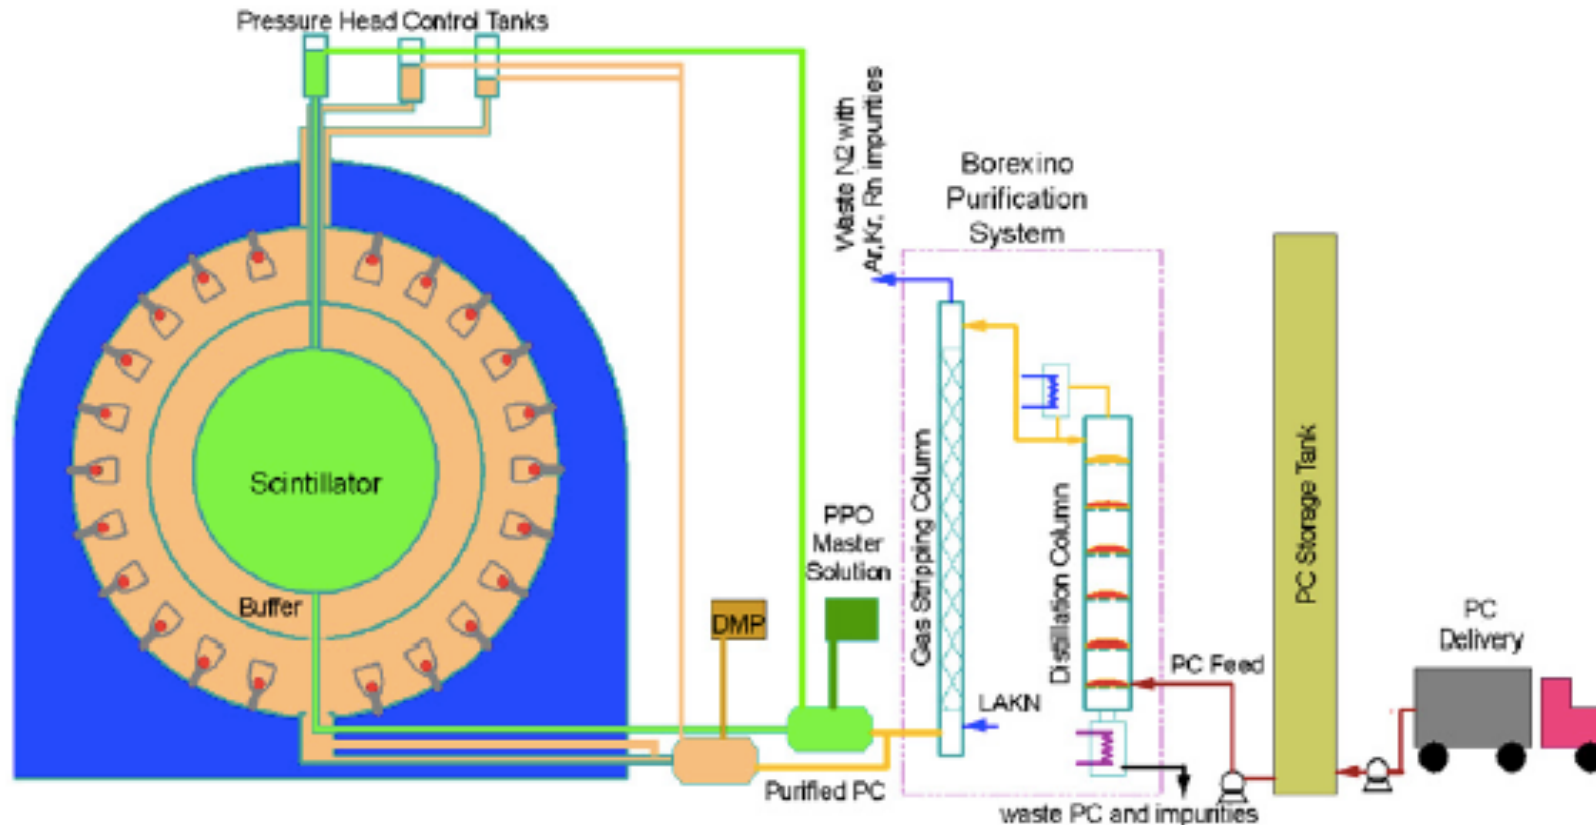 Pressure Head Control Tanks
Waste N2 with
Ar,Kr, Rn impurities
Borexino
Purification
System
Scintillator
Buffer
DMP
PPO
Master
Solution
Gas Stripping Column
LAKN
Distillation Column
PC Feed
PC Storage Tank
PC
Delivery
Purified PC
waste PC and impurities